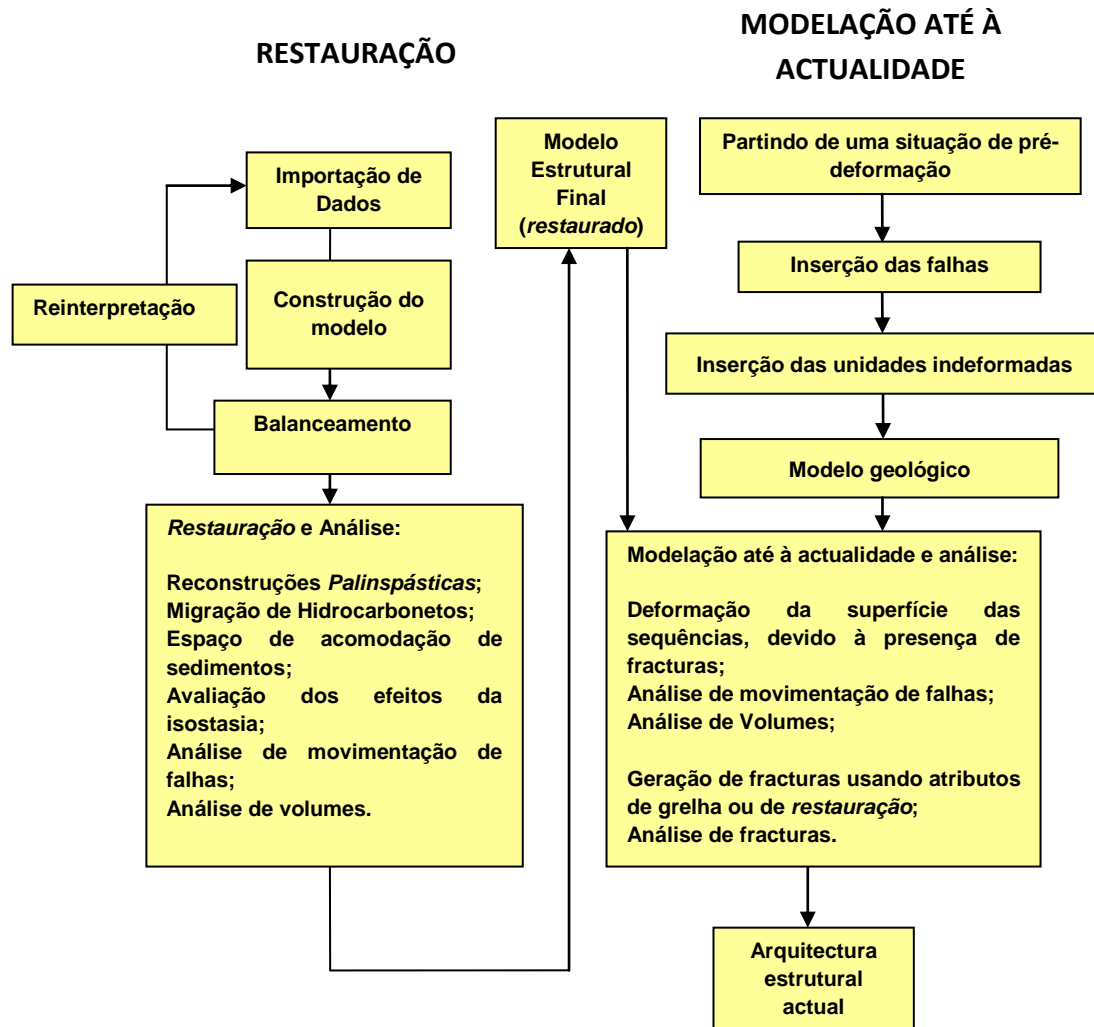 RESTAURAÇÃO
Importação de
Dados
Reinterpretação
Construção do
modelo
Balanceamento
Restauração e Análise:
Reconstruções Palinspásticas;
Migração de Hidrocarbonetos;
Espaço de acomodação de
sedimentos;
Avaliação dos efeitos da
isostasia;
Análise de movimentação de
falhas;
Análise de volumes.
Modelo
Estrutural
Final
(restaurado)
MODELAÇÃO ATÉ À
ACTUALIDADE
Partindo de uma situação de pré-
deformação
Inserção das falhas
Inserção das unidades indeformadas
Modelo geológico
Modelação até à actualidade e análise:
Deformação da superfície das
sequências, devido à presença de
fracturas;
Análise de movimentação de falhas;
Análise de Volumes;
Geração de fracturas usando atributos
de grelha ou de restauração;
Análise de fracturas.
Arquitectura
estrutural
actual